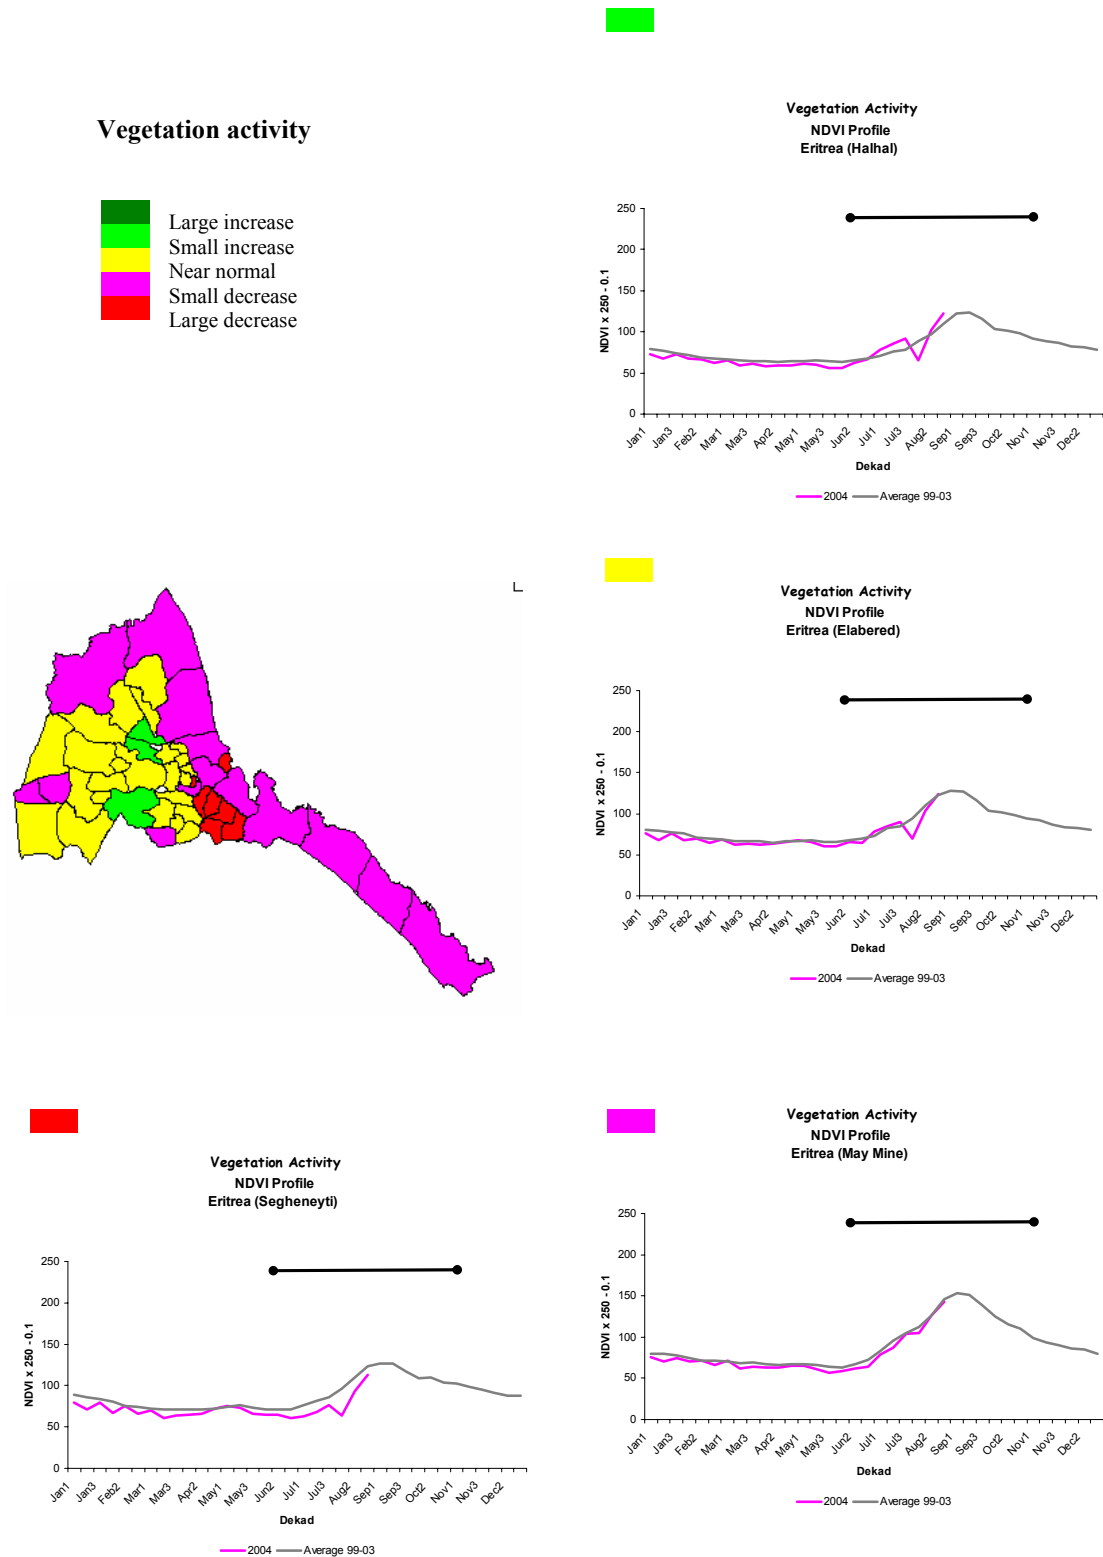 Vegetation activity
Large increase
Small increase
Near normal
Small decrease
Large decrease
Vegetation Activity
NDVI Profile
Eritrea (Halhal)
NDVI x 250 - 0.1
250
200
150
100
50
0
Jan1 Jan3 Feb2 Mar1 Mar3 Apr2 May1 May3 Jun2 Jul1 Jul3 Aug2 Sep1 Sep3 Oct2 Nov1 Nov3 Dec2
Dekad
2004 Average 99-03
Vegetation Activity
NDVI Profile
Eritrea (Elabered)
NDVI x 250 - 0.1
250
200
150
100
50
0
Jan1 Jan3 Feb2 Mar1 Mar3 Apr2 May1 May3 Jun2 Jul1 Jul3 Aug2 Sep1 Sep3 Oct2 Nov1 Nov3 Dec2
Dekad
2004 Average 99-03
Vegetation Activity
NDVI Profile
Eritrea (Segheneyti)
NDVI x 250 - 0.1
250
200
150
100
50
0
Jan1 Jan3 Feb2 Mar1 Mar3 Apr2 May1 May3 Jun2 Jul1 Jul3 Aug2 Sep1 Sep3 Oct2 Nov1 Nov3 Dec2
Dekad
2004 Average 99-03
Vegetation Activity
NDVI Profile
Eritrea (May Mine)
NDVI x 250 - 0.1
250
200
150
100
50
0
Jan1 Jan3 Feb2 Mar1 Mar3 Apr2 May1 May3 Jun2 Jul1 Jul3 Aug2 Sep1 Sep3 Oct2 Nov1 Nov3 Dec2
Dekad
2004 Average 99-03